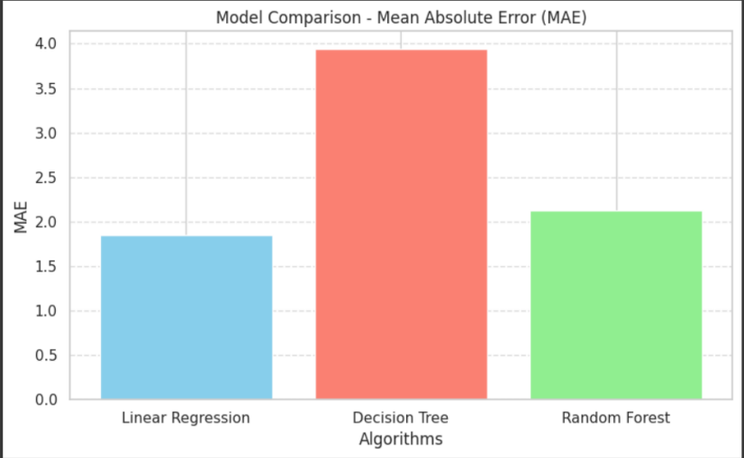 Model Comparison - Mean Absolute Error (MAE)
4.0
3.5
3.0
2.5
2.0
1.5
1.0
0.5
0.0
MAE
Linear Regression
Decision Tree
Random Forest
Algorithms